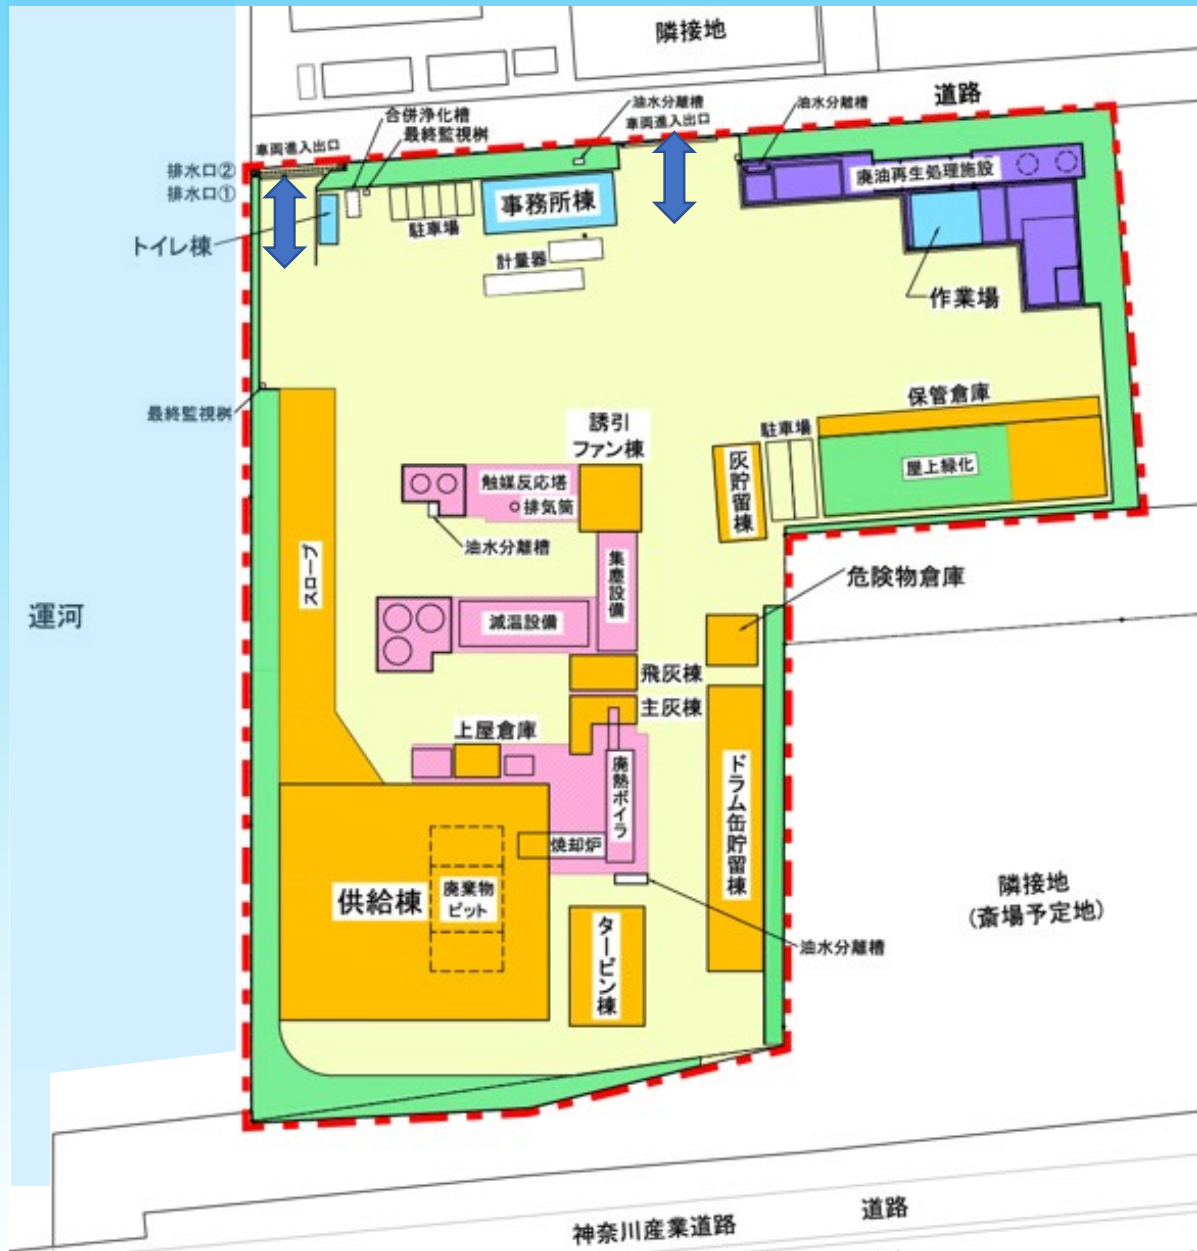 隣接地
道路
油水分離槽
車両進入出口
油水分離槽
合併浄化槽
最終監視桝
車両進入出口
排水口②
排水口①
トイレ棟
駐車場
事務所棟
計量器
廃油再生処理施設
作業場
最終監視桝
保管倉庫
駐車場
屋上緑化
灰貯留棟
誘引
ファン棟
触媒反応塔
排気筒
油水分離槽
集塵設備
スロープ
運河
減温設備
危険物倉庫
飛灰棟
主灰棟
上屋倉庫
廃熱ボイラ
ドラム缶貯留棟
焼却炉
供給棟
廃棄物
ピット
タービン棟
油水分離槽
隣接地
(斎場予定地)
道路
神奈川産業道路